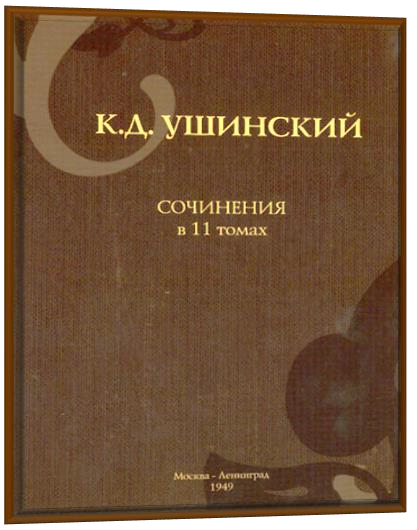 К.Д. УШИНСКИЙ
СОЧИНЕНИЯ
в 11 томах
Москва - Ленинград
1949